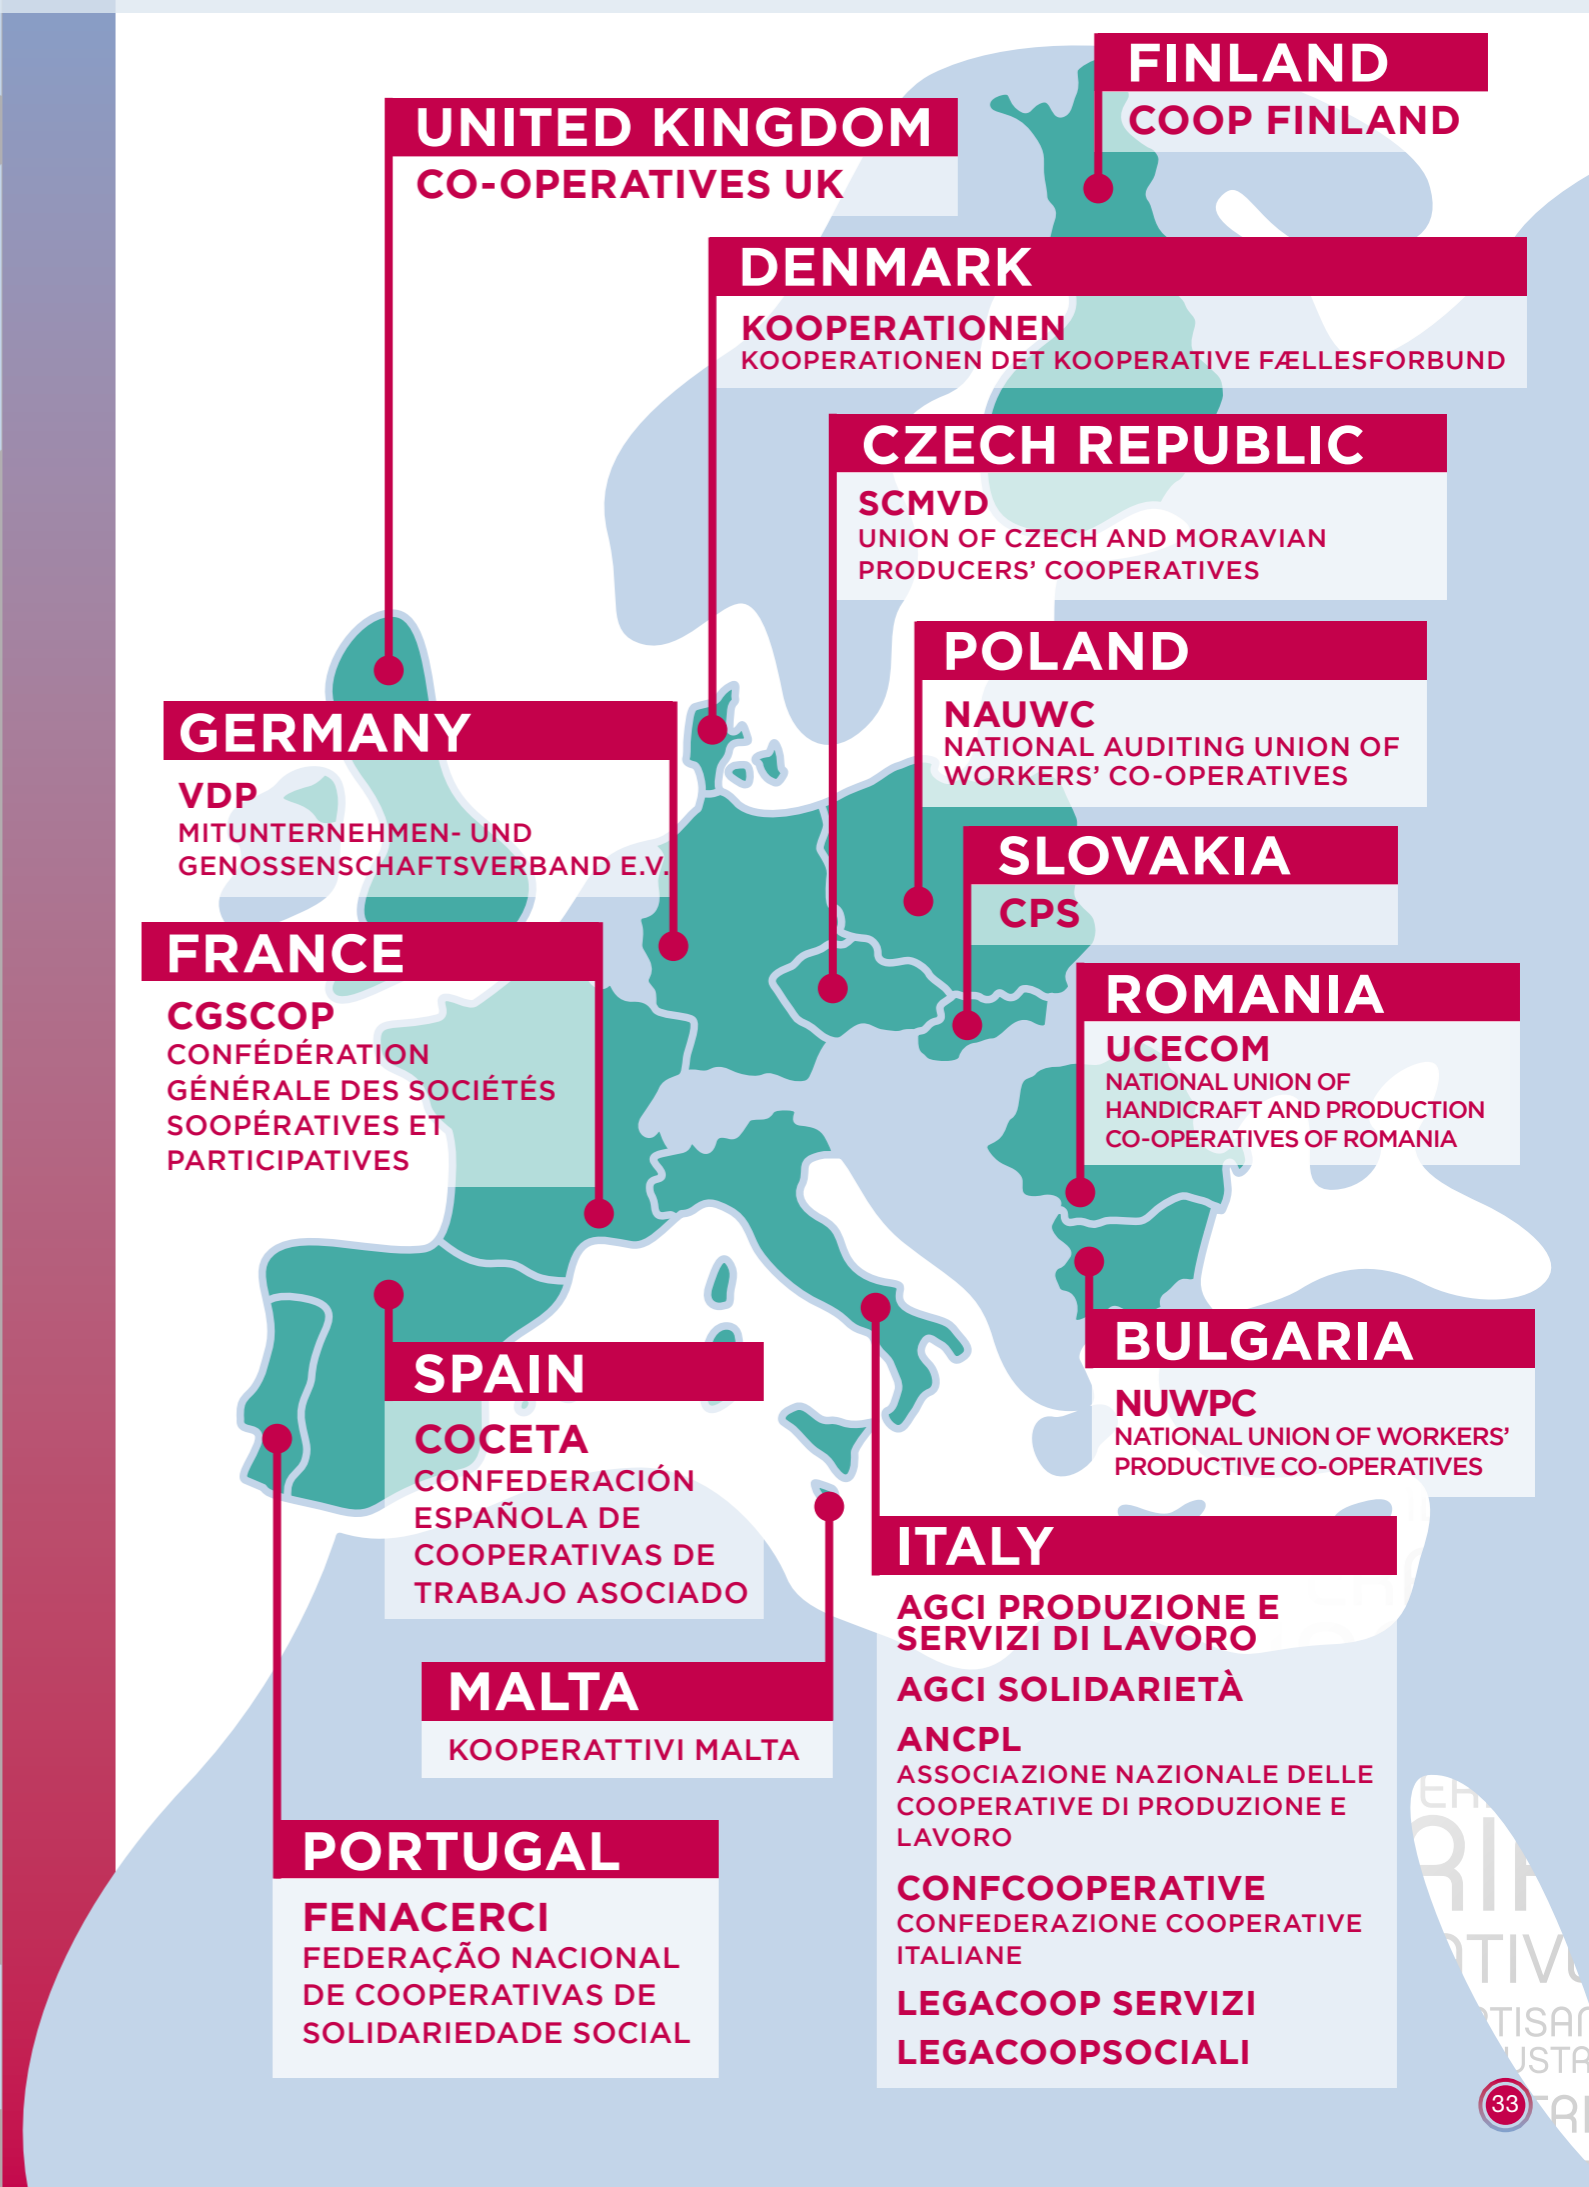 FINLAND
COOP FINLAND
UNITED KINGDOM
CO-OPERATIVES UK
DENMARK
KOOPERATIONEN
KOOPERATIONEN DET KOOPERATIVE FÆLLESFORBUND
CZECH REPUBLIC
SCMVD
UNION OF CZECH AND MORAVIAN
PRODUCERS' COOPERATIVES
POLAND
NAUWC
NATIONAL AUDITING UNION OF
WORKERS' CO-OPERATIVES
GERMANY
VDP
MITUNTERNEHMEN- UND
GENOSSENSCHAFTSVERBAND E.V.
SLOVAKIA
CPS
FRANCE
CGSCOP
CONFÉDÉRATION
GÉNÉRALE DES SOCIÉTÉS
SOOPÉRATIVES ET
PARTICIPATIVES
ROMANIA
UCECOM
NATIONAL UNION OF
HANDICRAFT AND PRODUCTION
CO-OPERATIVES OF ROMANIA
BULGARIA
NUWPC
NATIONAL UNION OF WORKERS'
PRODUCTIVE CO-OPERATIVES
SPAIN
COCETA
CONFEDERACIÓN
ESPAÑOLA DE
COOPERATIVAS DE
TRABAJO ASOCIADO
ITALY
AGCI PRODUZIONE E
SERVIZI DI LAVORO
AGCI SOLIDARIETÀ
ANCPL
ASSOCIAZIONE NAZIONALE DELLE
COOPERATIVE DI PRODUZIONE E
LAVORO
CONFCOOPERATIVE
CONFEDERAZIONE COOPERATIVE
ITALIANE
LEGACOOP SERVIZI
LEGACOOPSOCIALI
MALTA
KOOPERATTIVI MALTA
PORTUGAL
FENACERCI
FEDERAÇÃO NACIONAL
DE COOPERATIVAS DE
SOLIDARIEDADE SOCIAL
33